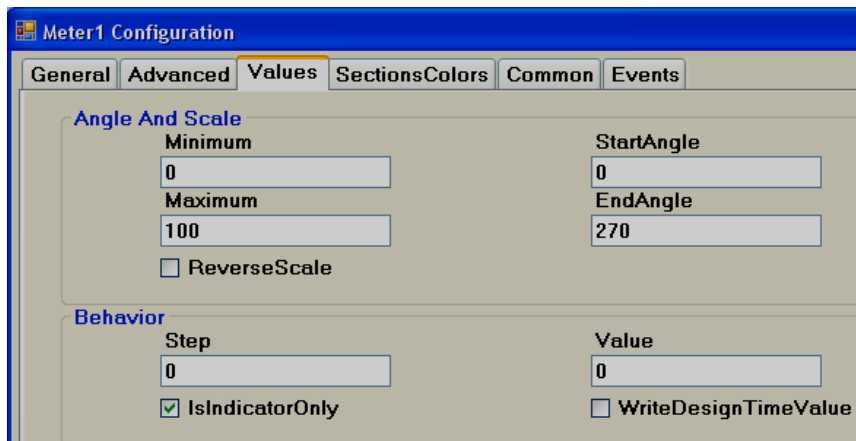 Meter1 Configuration
General Advanced Values SectionsColors Common Events
Angle And Scale
Minimum StartAngle
0 0
Maximum EndAngle
100 270
ReverseScale
Behavior
Step Value
0 0
IsIndicatorOnly WriteDesignTimeValue